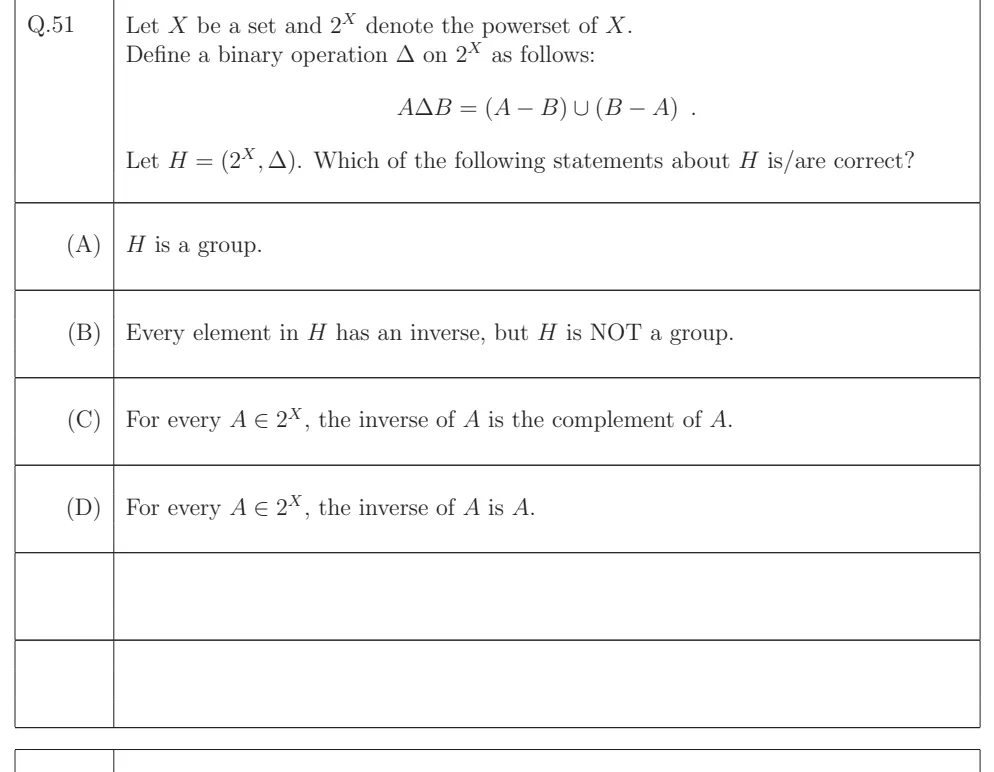 Q.51 Let X be a set and 2^X denote the powerset of X.
Define a binary operation Δ on 2^X as follows:
AΔB = (A − B) ∪ (B − A) .
Let H = (2^X, Δ). Which of the following statements about H is/are correct?
(A) H is a group.
(B) Every element in H has an inverse, but H is NOT a group.
(C) For every A ∈ 2^X, the inverse of A is the complement of A.
(D) For every A ∈ 2^X, the inverse of A is A.